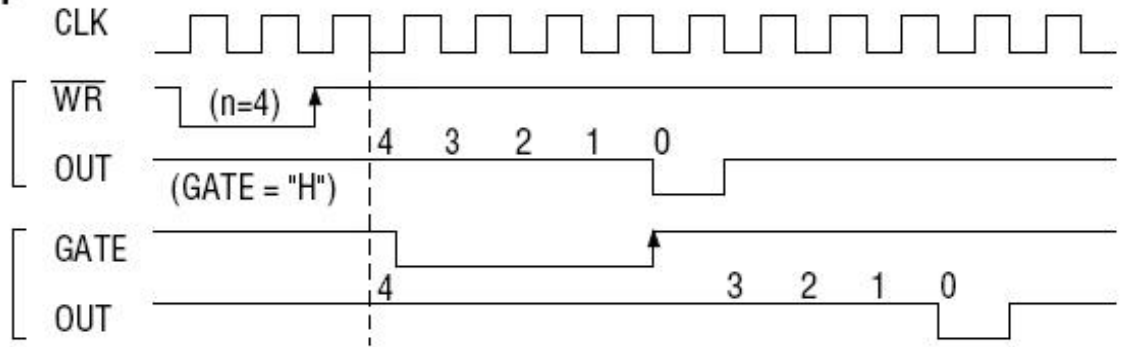 CLK
WR (n=4)
4 3 2 1 0
OUT
(GATE = "H")
GATE
4 3 2 1 0
OUT